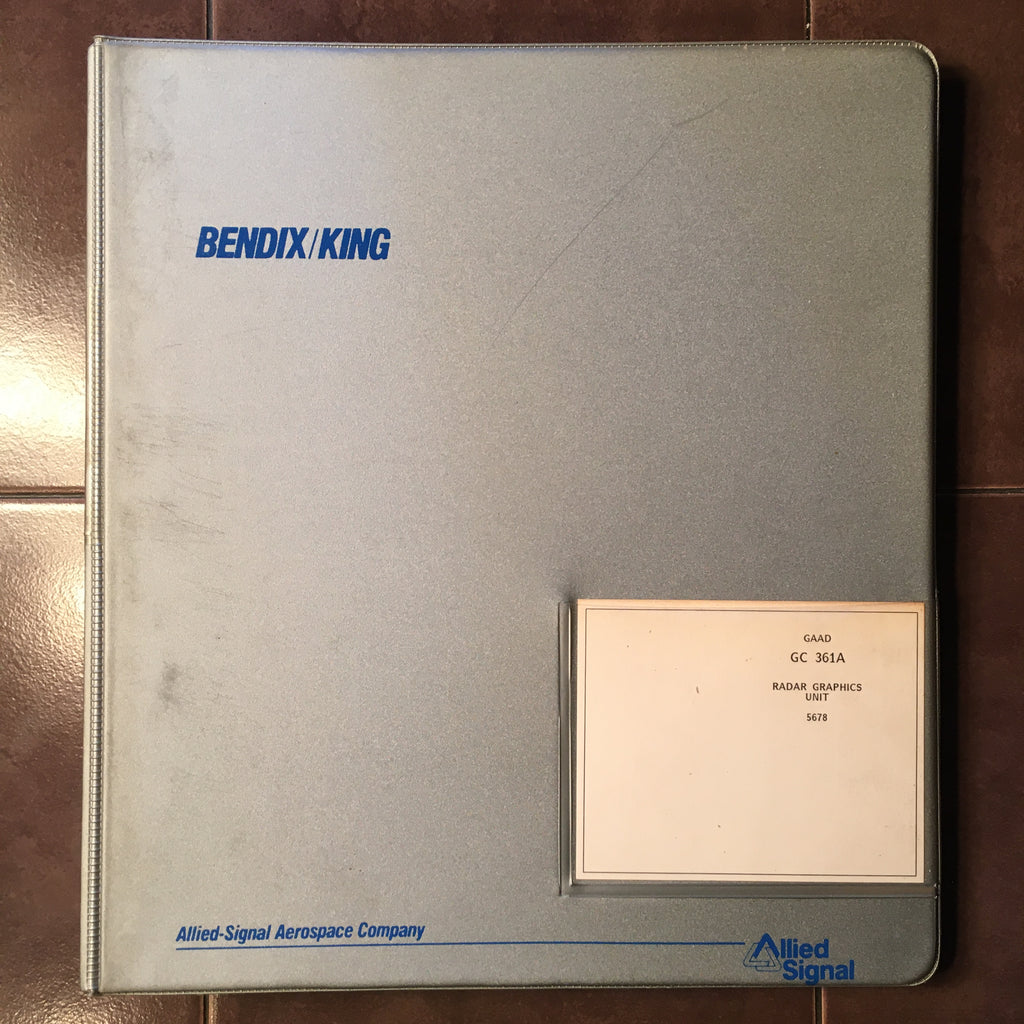 BENDIX/KING
GAAD
GC 361A
RADAR GRAPHICS
UNIT
5678
Allied-Signal Aerospace Company
Allied
Signal